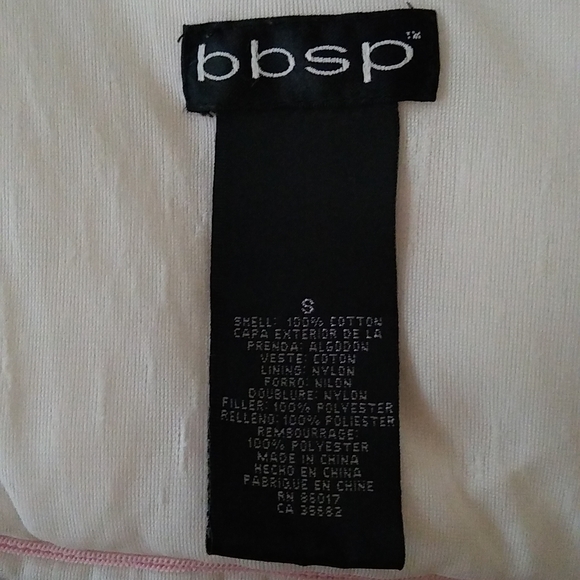 bbsp™
S
SHELL: 100% COTTON
CAPA EXTERIOR DE LA
PRENDA: ALGODON
VESTE: COTON
LINING: NYLON
FORRO: NILON
DOUBLURE: NYLON
FILLER: 100% POLYESTER
RELLENO: 100% POLIESTER
REMBOURRAGE:
100% POLYESTER
MADE IN CHINA
HECHO EN CHINA
FABRIQUE EN CHINE
RN 86017
CA 35682